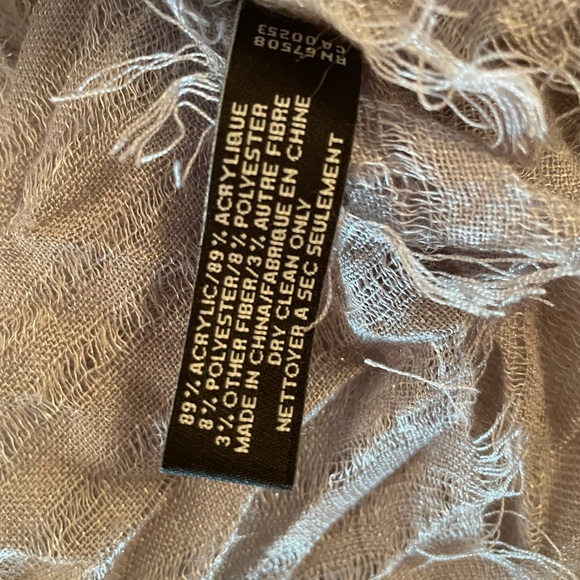 RN 67508
CA 00253
89% ACRYLIC/89% ACRYLIQUE
8% POLYESTER/8% POLYESTER
3% OTHER FIBER/3% AUTRE FIBRE
MADE IN CHINA/FABRIQUE EN CHINE
DRY CLEAN ONLY
NETTOYER A SEC SEULEMENT